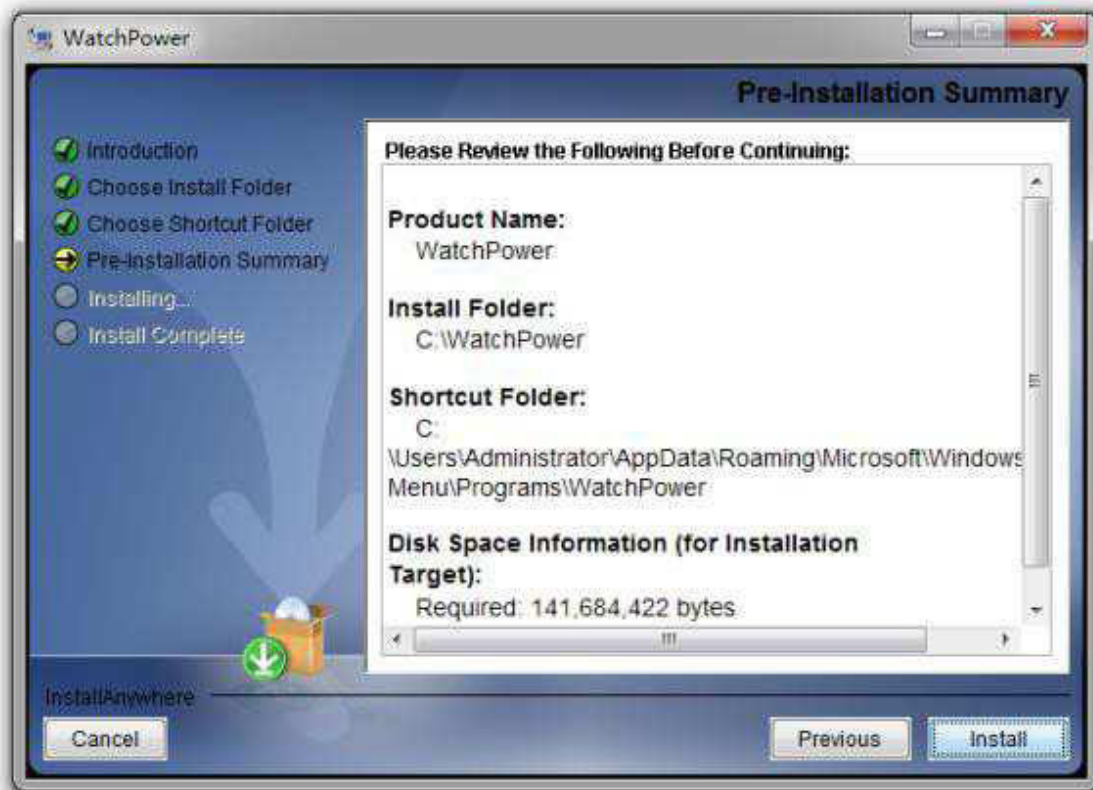 WatchPower
Pre-Installation Summary
Introduction
Choose Install Folder
Choose Shortcut Folder
Pre-Installation Summary
Installing...
Install Complete
Please Review the Following Before Continuing:
Product Name:
WatchPower
Install Folder:
C:\WatchPower
Shortcut Folder:
C:
\Users\Administrator\AppData\Roaming\Microsoft\Windows
Menu\Programs\WatchPower
Disk Space Information (for Installation
Target):
Required: 141,684,422 bytes
InstallAnywhere
Cancel
Previous
Install